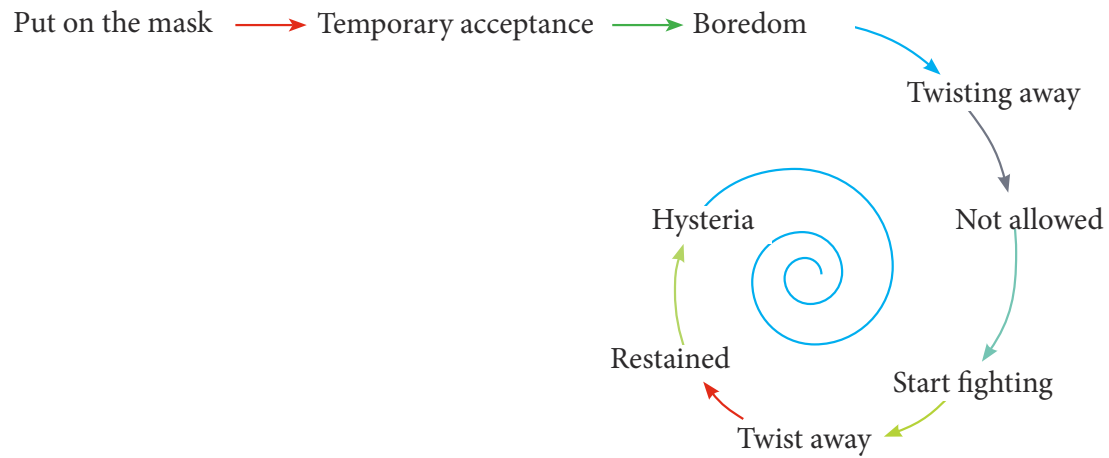 Put on the mask
Temporary acceptance
Boredom
Twisting away
Not allowed
Start fighting
Twist away
Restained
Hysteria